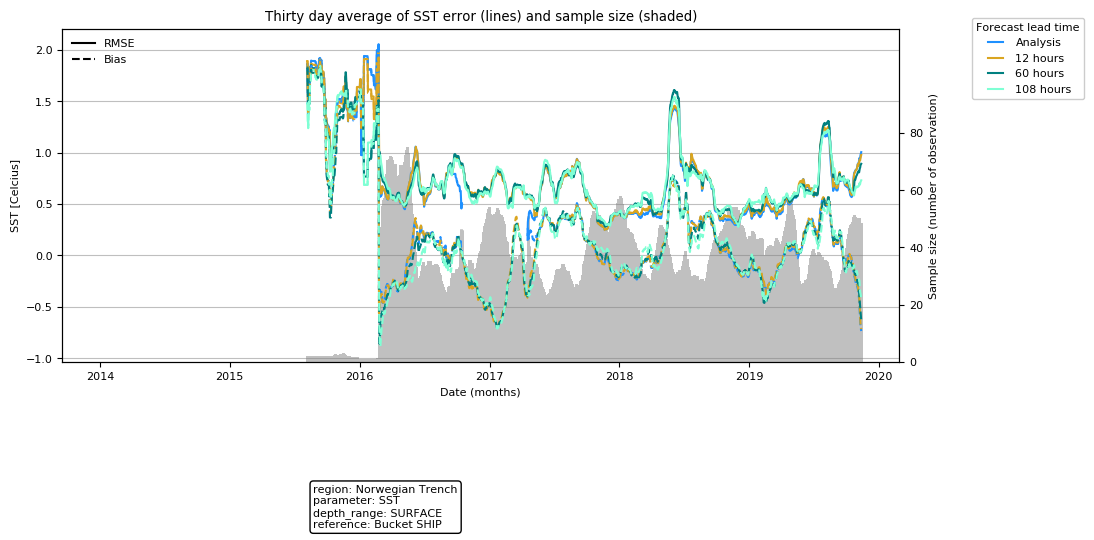 Thirty day average of SST error (lines) and sample size (shaded)
RMSE
Bias
Forecast lead time
Analysis
12 hours
60 hours
108 hours
SST [Celcius]
2.0
1.5
1.0
0.5
0.0
−0.5
−1.0
Sample size (number of observation)
80
60
40
20
0
2014
2015
2016
2017
2018
2019
2020
Date (months)
region: Norwegian Trench
parameter: SST
depth_range: SURFACE
reference: Bucket SHIP